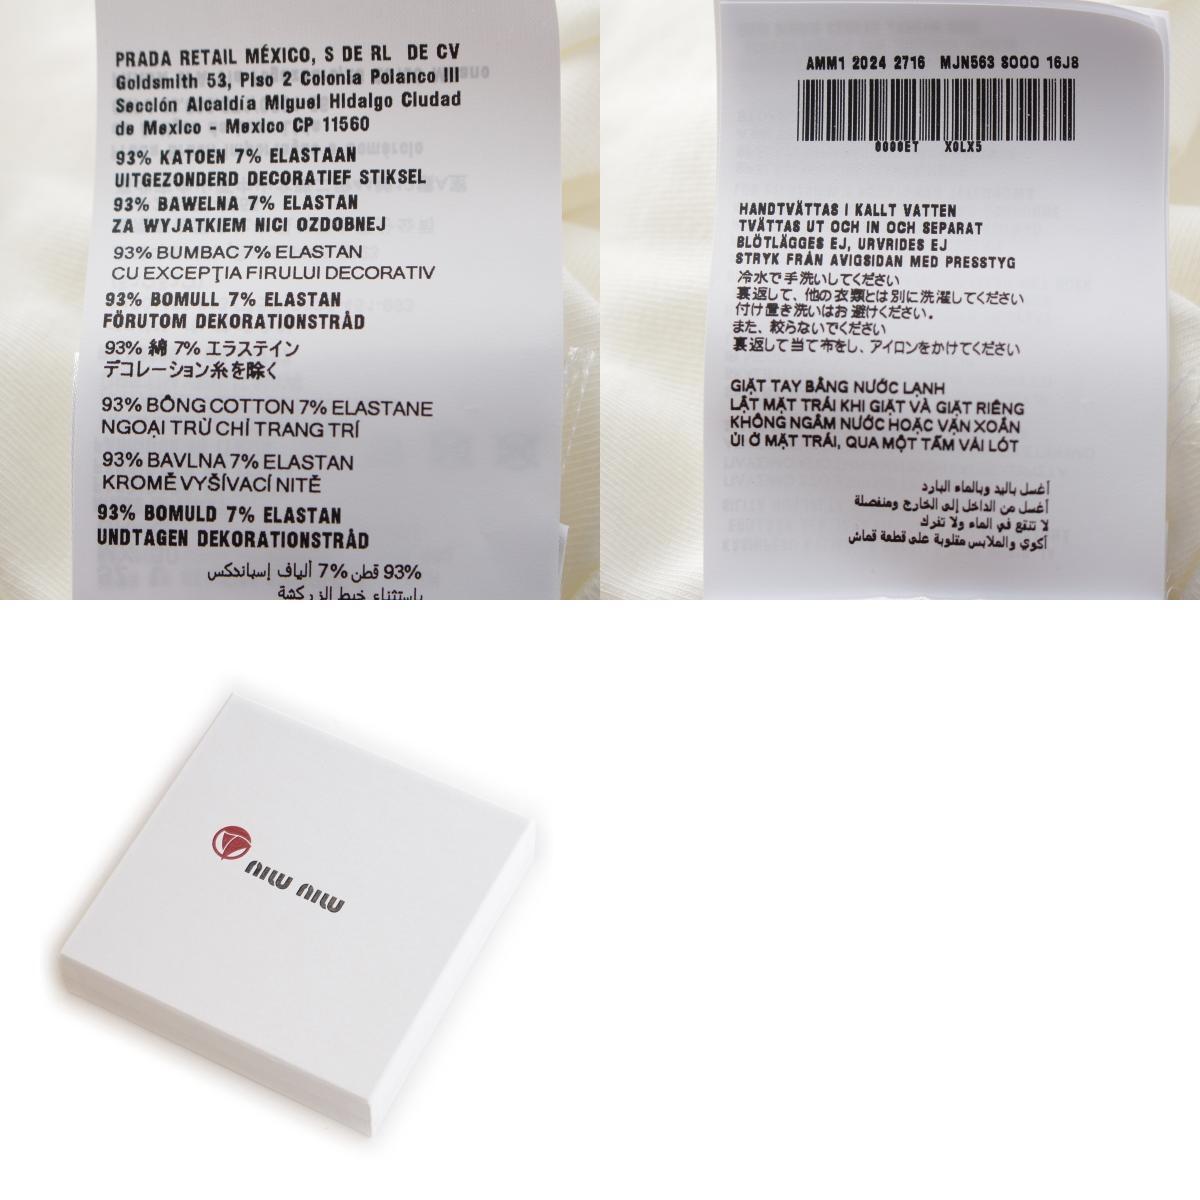 PRADA RETAIL MÉXICO, S DE RL DE CV
Goldsmith 53, Piso 2 Colonia Polanco III
Sección Alcaldía Miguel Hidalgo Ciudad
de Mexico - Mexico CP 11560
93% KATOEN 7% ELASTAAN
UITGEZONDERD DECORATIEF STIKSEL
93% BAWELNA 7% ELASTAN
ZA WYJATKIEM NICI OZDOBNEJ
93% BUMBAC 7% ELASTAN
CU EXCEPŢIA FIRULUI DECORATIV
93% BOMULL 7% ELASTAN
FÖRUTOM DEKORATIONSTRÅD
93% 綿 7% エラステイン
デコレーション糸を除く
93% BÔNG COTTON 7% ELASTANE
NGOẠI TRỪ CHỈ TRANG TRÍ
93% BAVLNA 7% ELASTAN
KROMĚ VYŠÍVACÍ NITĚ
93% BOMULD 7% ELASTAN
UNDTAGEN DEKORATIONSTRÅD
93% قطن 7% ألياف إسباندكس
باستثناء خيط الزركشة
AMM1 2024 2716 MJN563 S000 16J8
0000ET X0LX5
HANDTVÄTTAS I KALLT VATTEN
TVÄTTAS UT OCH IN OCH SEPARAT
BLÖTLÄGGES EJ, URVRIDES EJ
STRYK FRÅN AVIGSIDAN MED PRESSTYG
冷水で手洗いしてください
裏返して、他の衣類とは別に洗濯してください
付け置き洗いはお避けください。
また、絞らないでください
裏返して当て布をし、アイロンをかけてください
GIẶT TAY BẰNG NƯỚC LẠNH
LẬT MẶT TRÁI KHI GIẶT VÀ GIẶT RIÊNG
KHÔNG NGÂM NƯỚC HOẶC VẶN XOẮN
ỦI Ở MẶT TRÁI, QUA MỘT TẤM VẢI LÓT
أغسل باليد وبالماء البارد
أغسل من الداخل إلى الخارج ومنفصلة
لا تنقع في الماء ولا تفرك
أكوي والملابس مقلوبة على قطعة قماش
MIU MIU